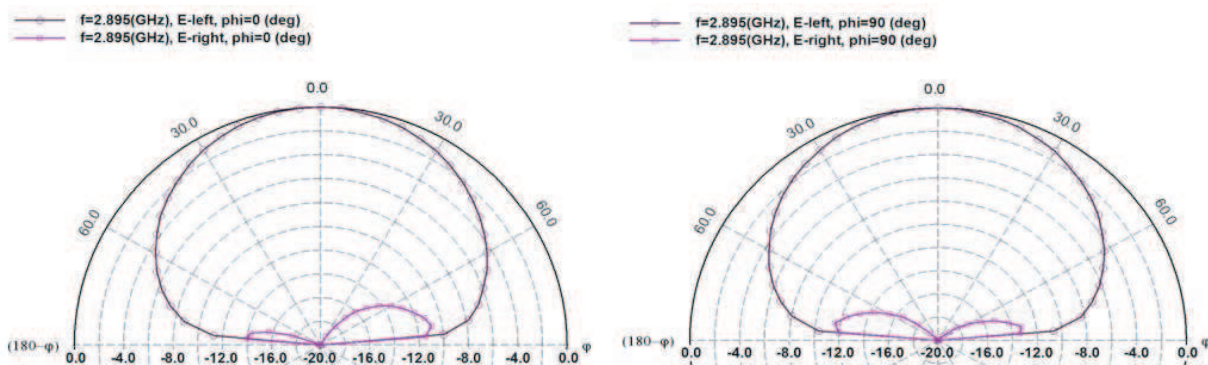 f=2.895(GHz), E-left, phi=0 (deg)
f=2.895(GHz), E-right, phi=0 (deg)
0.0
30.0
30.0
60.0
60.0
(180-φ)
φ
0.0 -4.0 -8.0 -12.0 -16.0 -20.0 -16.0 -12.0 -8.0 -4.0 0.0
f=2.895(GHz), E-left, phi=90 (deg)
f=2.895(GHz), E-right, phi=90 (deg)
0.0
30.0
30.0
60.0
60.0
(180-φ)
φ
0.0 -4.0 -8.0 -12.0 -16.0 -20.0 -16.0 -12.0 -8.0 -4.0 0.0